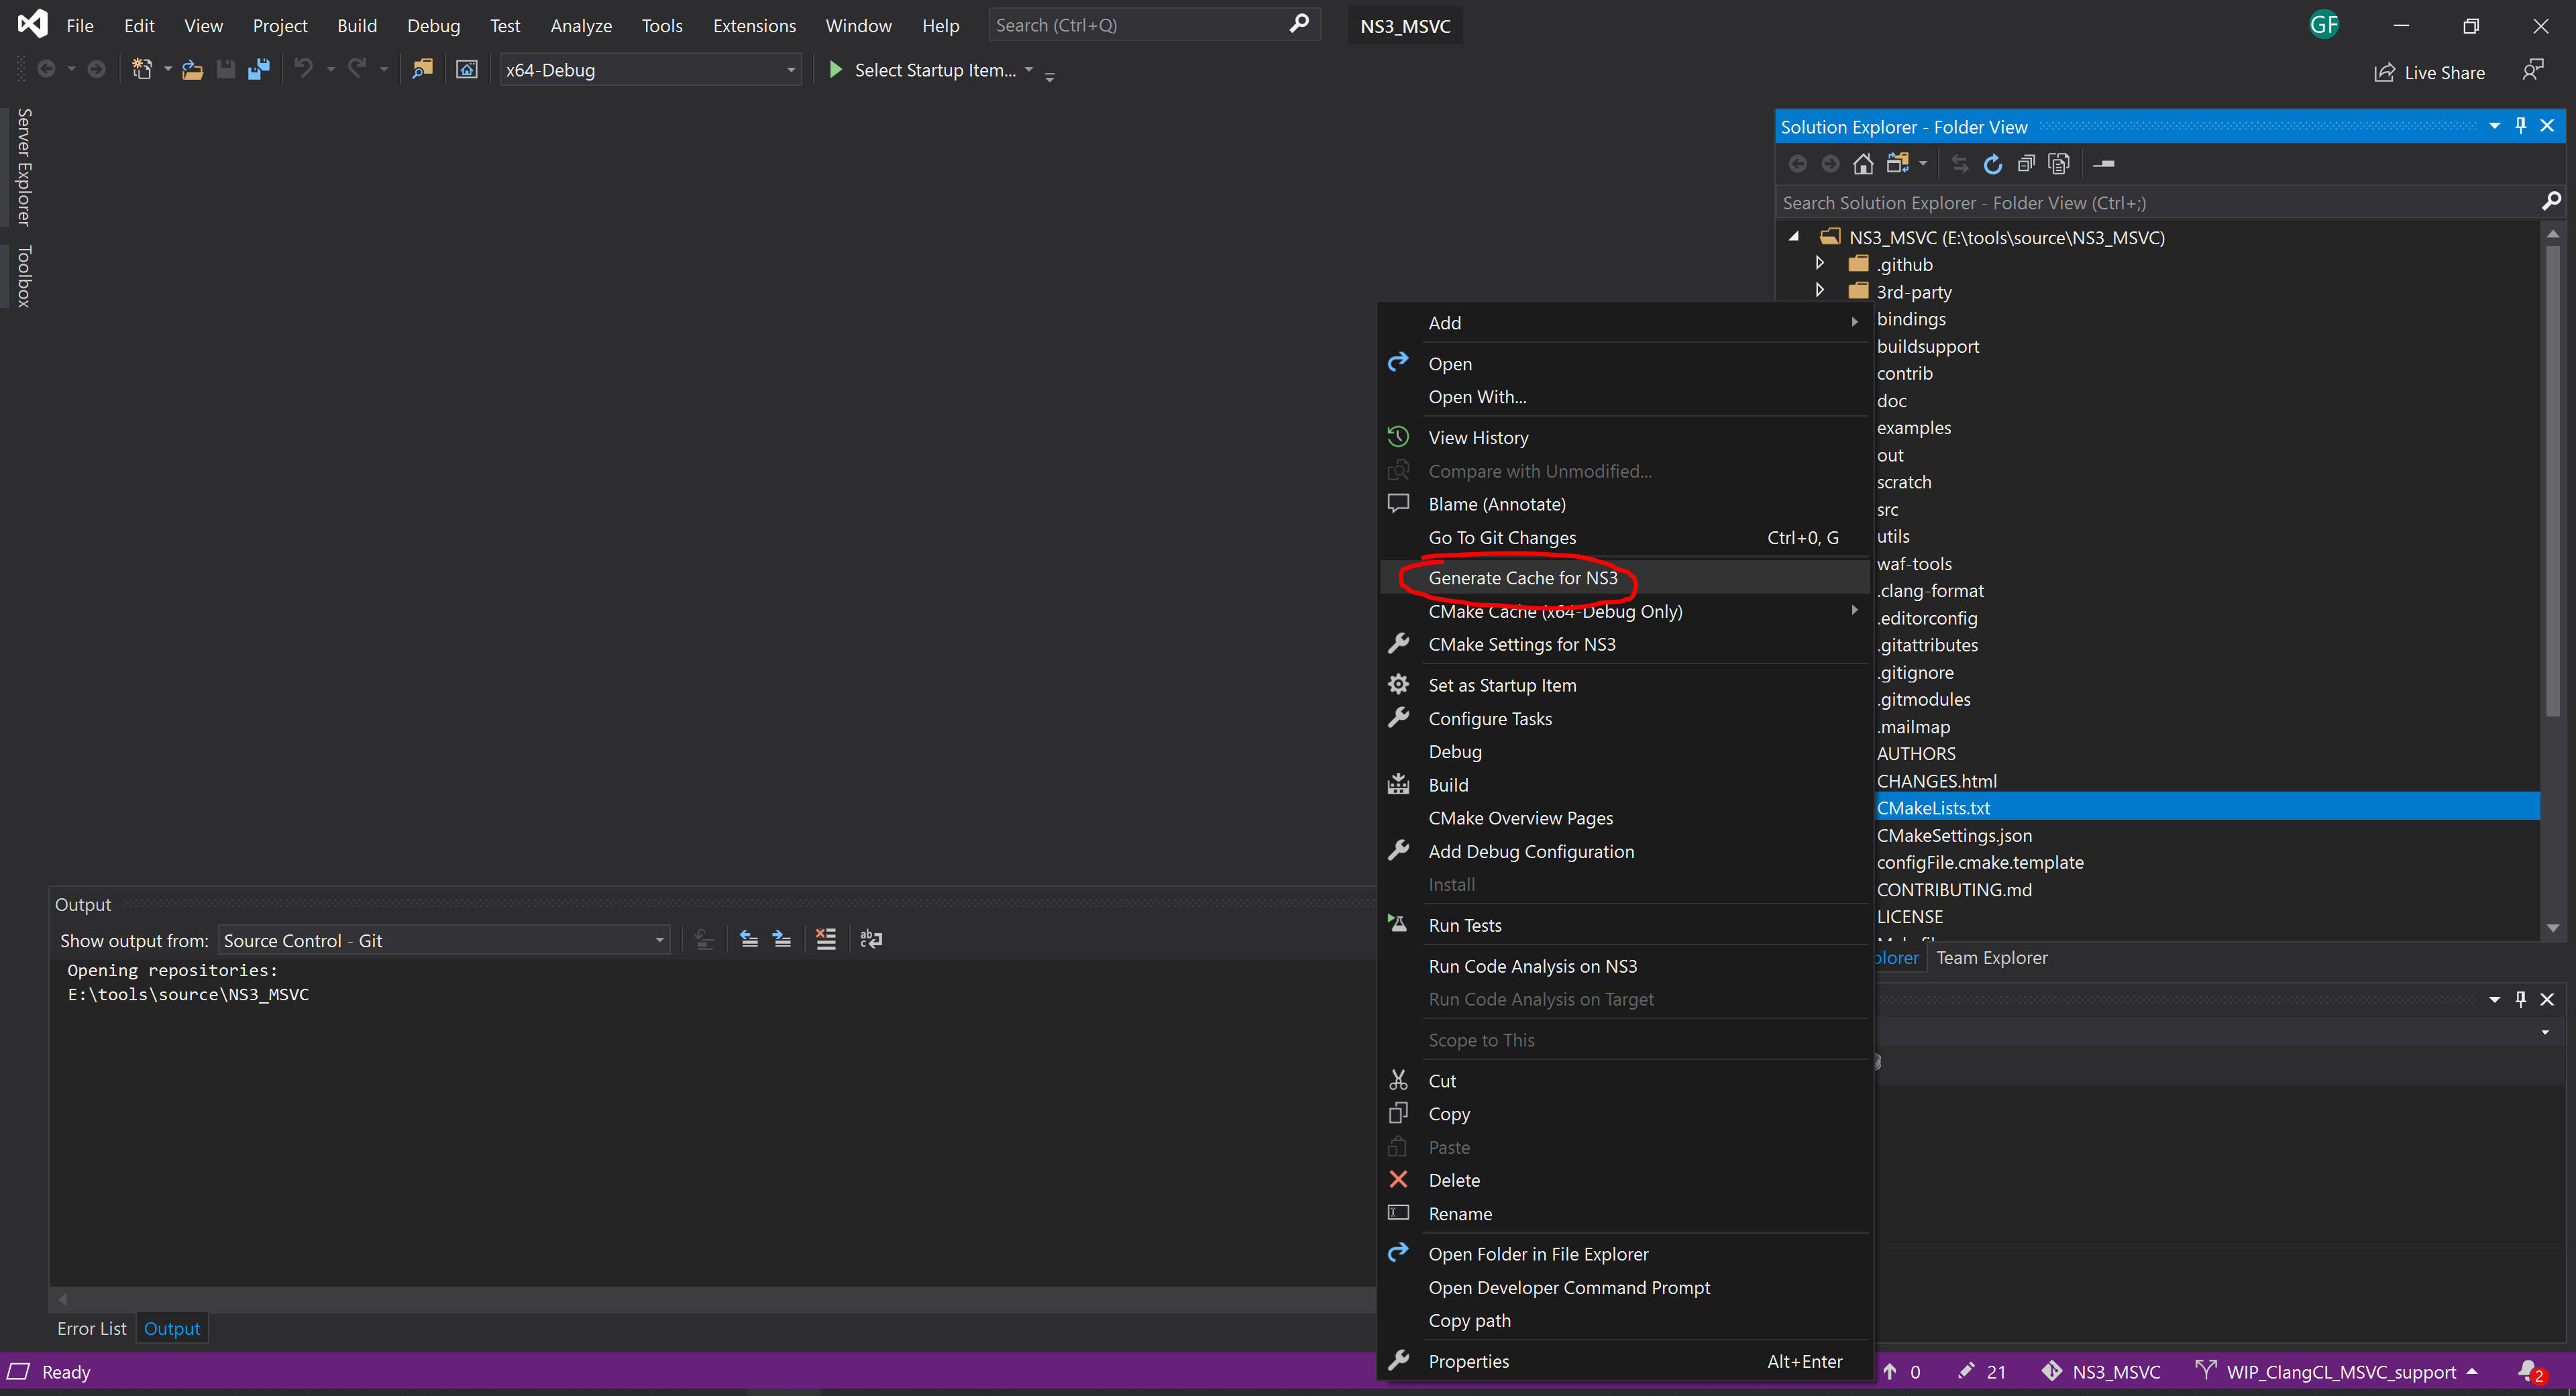 File Edit View Project Build Debug Test Analyze Tools Extensions Window Help Search (Ctrl+Q) NS3_MSVC GF
x64-Debug Select Startup Item... Live Share
Server Explorer
Toolbox
Solution Explorer - Folder View
Search Solution Explorer - Folder View (Ctrl+;)
NS3_MSVC (E:\tools\source\NS3_MSVC)
.github
3rd-party
bindings
buildsupport
contrib
doc
examples
out
scratch
src
utils
waf-tools
.clang-format
.editorconfig
.gitattributes
.gitignore
.gitmodules
.mailmap
AUTHORS
CHANGES.html
CMakeLists.txt
CMakeSettings.json
configFile.cmake.template
CONTRIBUTING.md
LICENSE
plorer Team Explorer
Add
Open
Open With...
View History
Compare with Unmodified...
Blame (Annotate)
Go To Git Changes Ctrl+0, G
Generate Cache for NS3
CMake Cache (x64-Debug Only)
CMake Settings for NS3
Set as Startup Item
Configure Tasks
Debug
Build
CMake Overview Pages
Add Debug Configuration
Install
Run Tests
Run Code Analysis on NS3
Run Code Analysis on Target
Scope to This
Cut
Copy
Paste
Delete
Rename
Open Folder in File Explorer
Open Developer Command Prompt
Copy path
Properties Alt+Enter
Output
Show output from: Source Control - Git
Opening repositories:
E:\tools\source\NS3_MSVC
Error List Output
Ready 0 21 NS3_MSVC WIP_ClangCL_MSVC_support 2